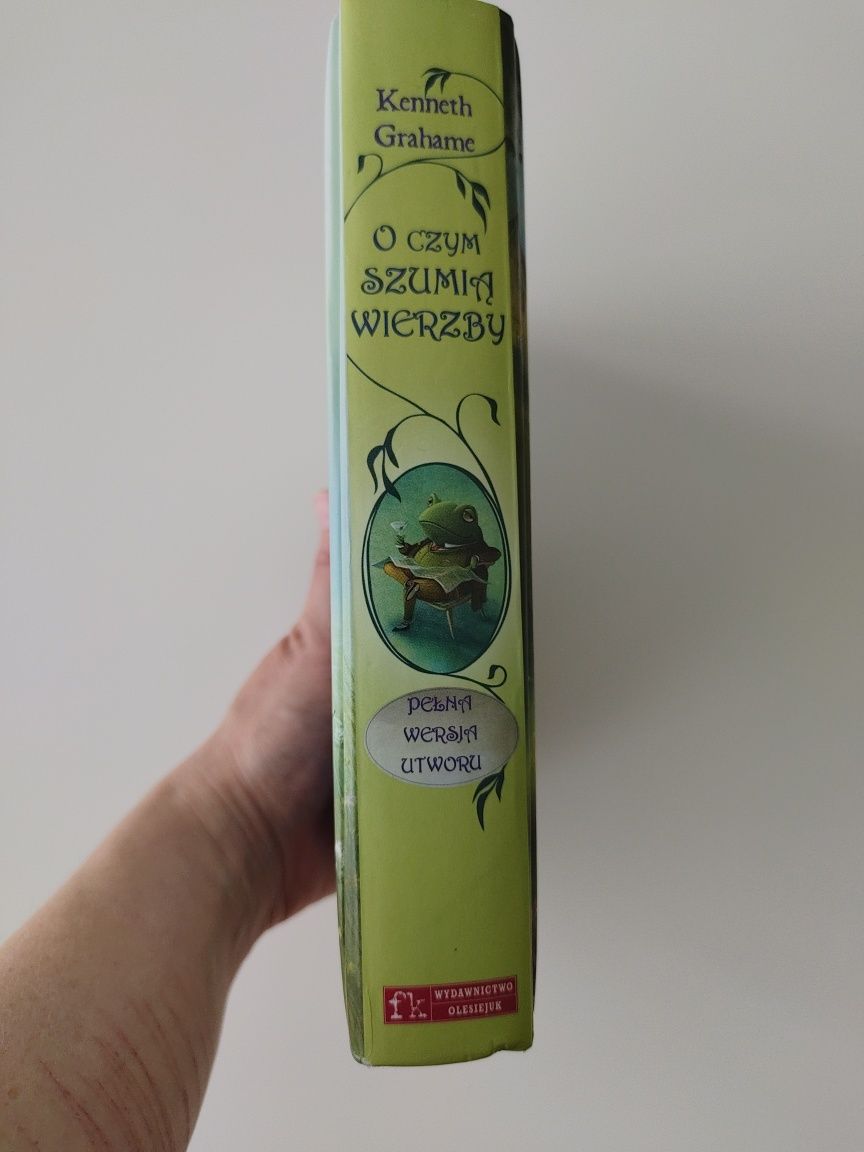 Kenneth
Grahame
O CZYM
SZUMIĄ
WIERZBY
PEŁNA
WERSJA
UTWORU
fk
WYDAWNICTWO
OLESIEJUK